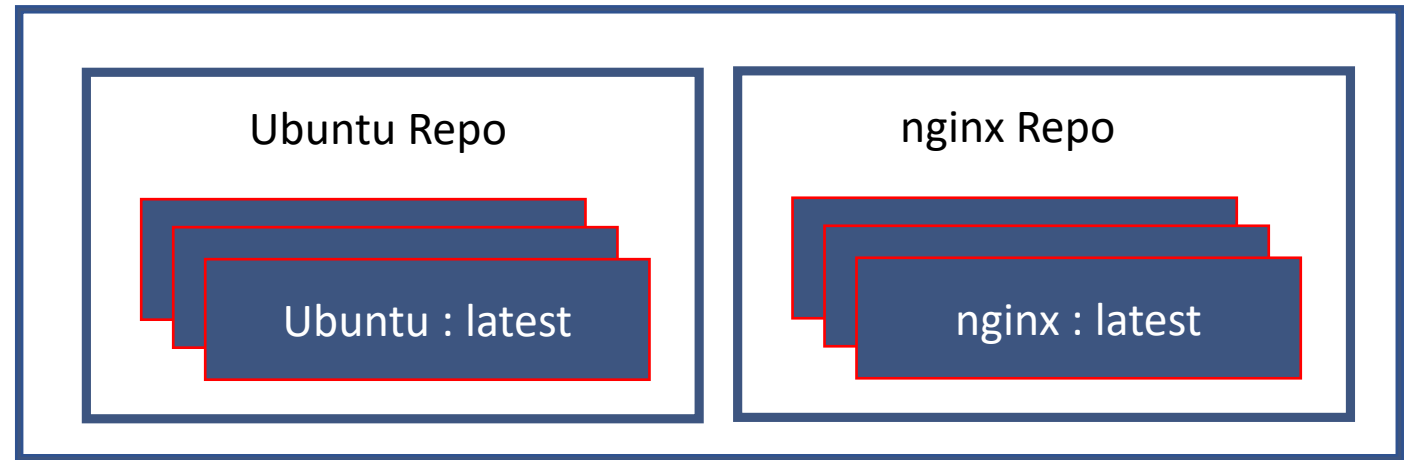 Ubuntu Repo
Ubuntu : latest
nginx Repo
nginx : latest